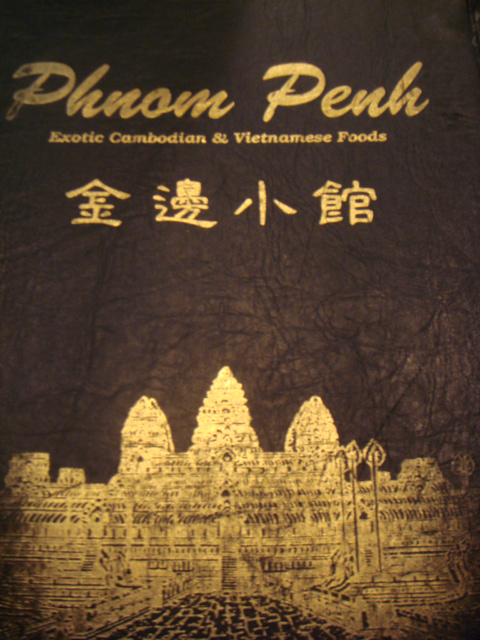 Phnom Penh
Exotic Cambodian & Vietnamese Foods
金邊小館